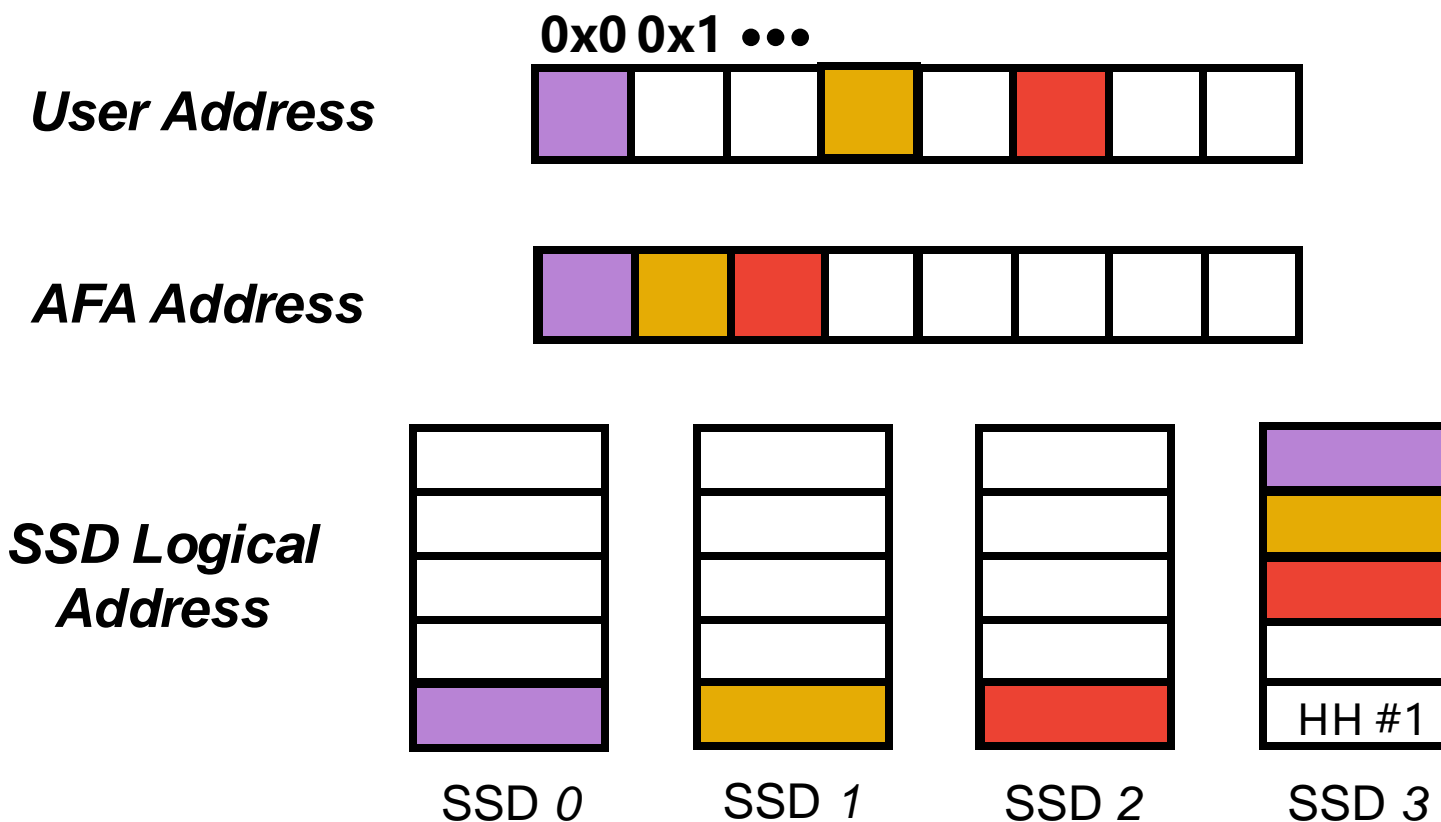 0x0 0x1 •••
User Address
AFA Address
SSD Logical
Address
HH #1
SSD 0
SSD 1
SSD 2
SSD 3